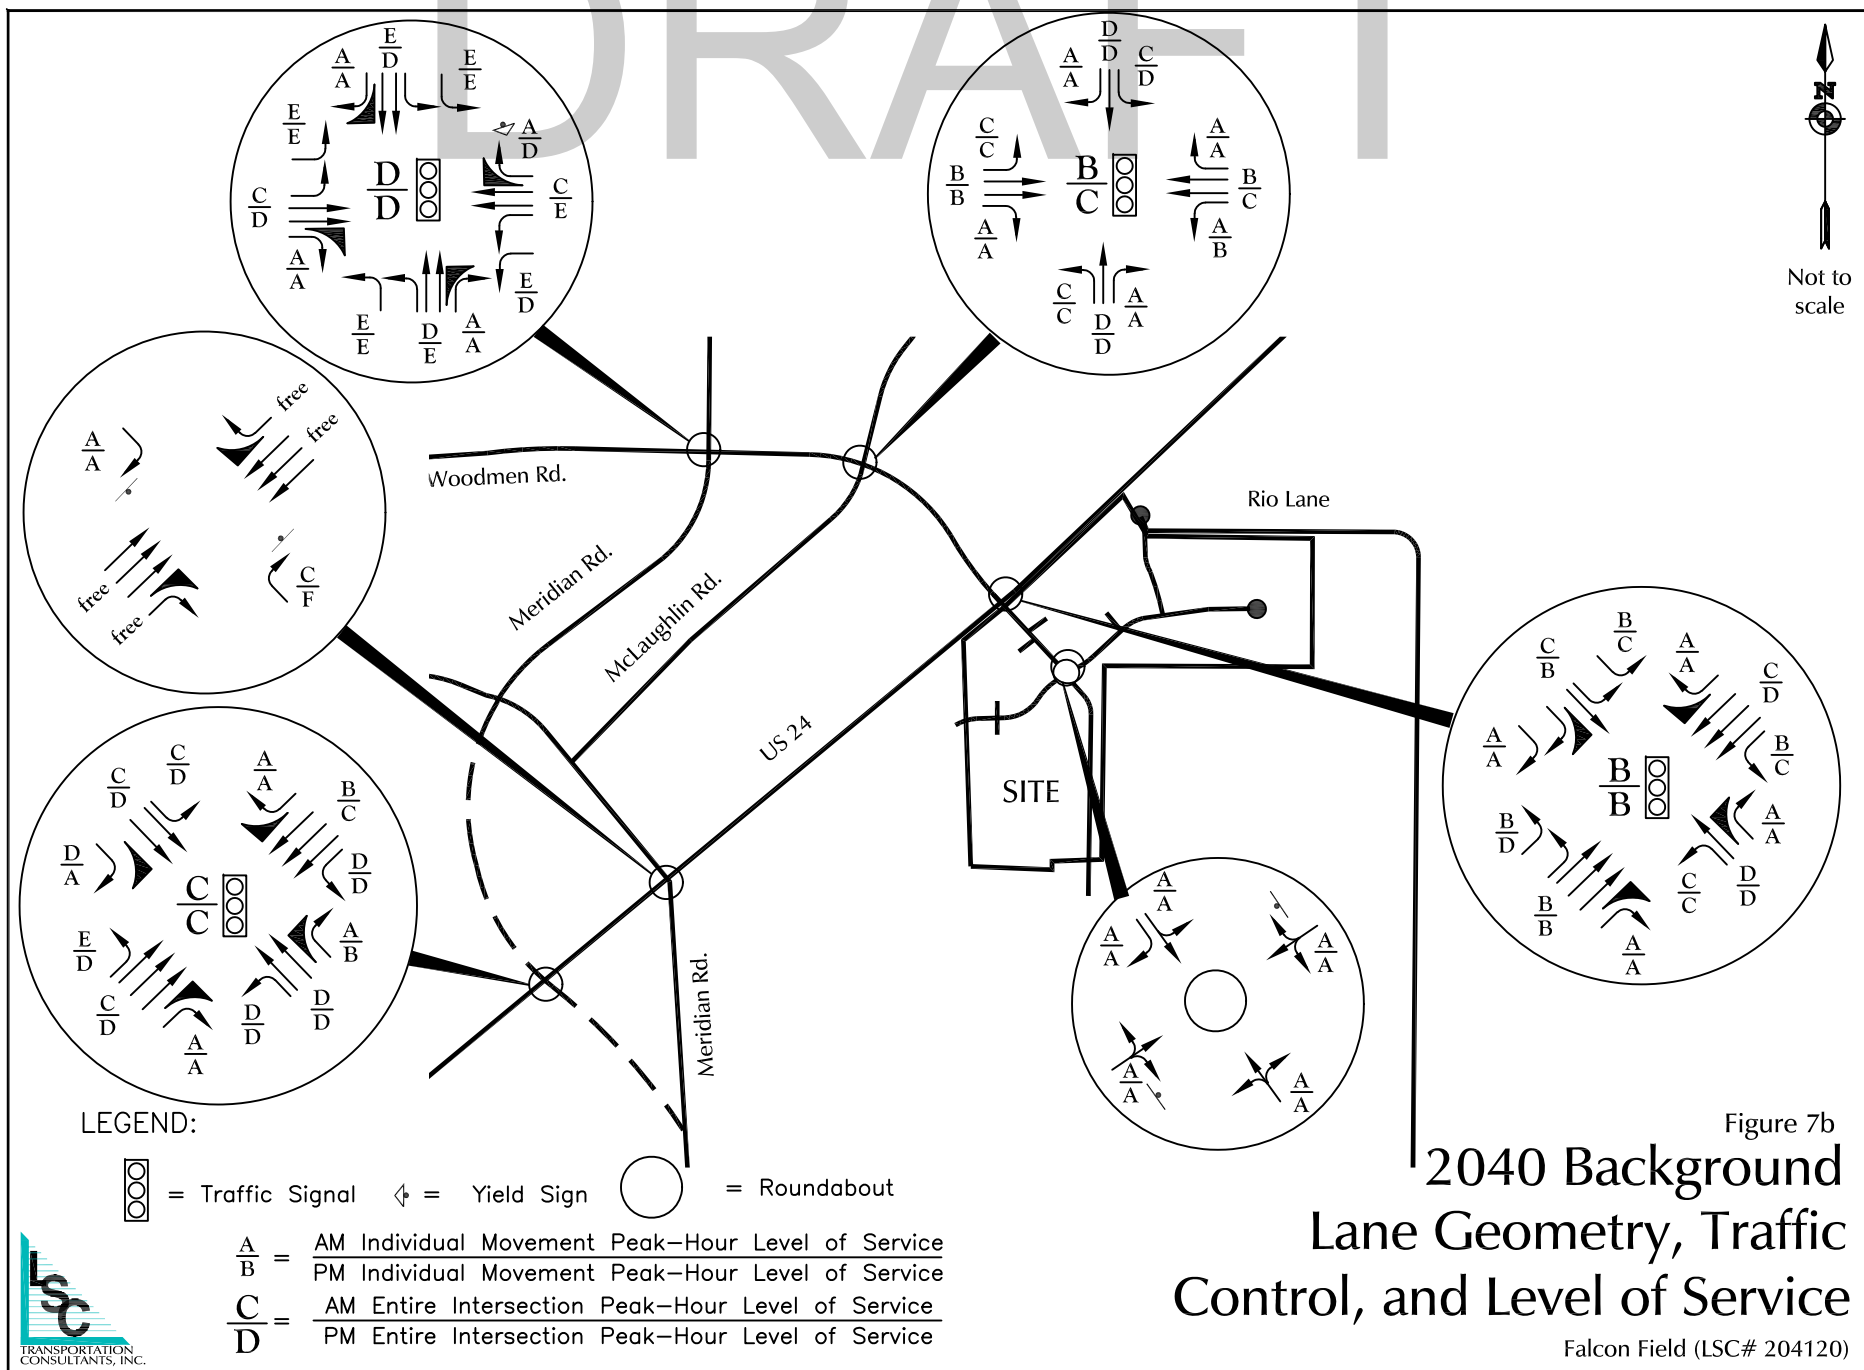 DRAFT
A
A
E
D
E
E
E
E
A
D
D
D
C
D
C
E
A
A
E
D
E
E
D
E
A
A
D
D
A
A
C
D
C
C
A
A
B
B
B
C
B
C
A
A
A
B
C
C
A
A
D
D
N
Not to
scale
free
free
A
A
free
free
C
F
Woodmen Rd.
Meridian Rd.
McLaughlin Rd.
US 24
Rio Lane
SITE
Meridian Rd.
C
D
C
D
A
A
B
C
D
A
D
D
C
C
E
D
A
B
C
D
D
D
D
D
A
A
B
C
C
B
A
A
C
D
A
A
B
C
B
B
B
D
A
A
B
B
C
C
D
D
A
A
A
A
A
A
A
A
A
A
A
A
LEGEND:
= Traffic Signal
= Yield Sign
= Roundabout
A
B
=
AM Individual Movement Peak-Hour Level of Service
PM Individual Movement Peak-Hour Level of Service
C
D
=
AM Entire Intersection Peak-Hour Level of Service
PM Entire Intersection Peak-Hour Level of Service
LSC
TRANSPORTATION
CONSULTANTS, INC.
Figure 7b
2040 Background
Lane Geometry, Traffic
Control, and Level of Service
Falcon Field (LSC# 204120)